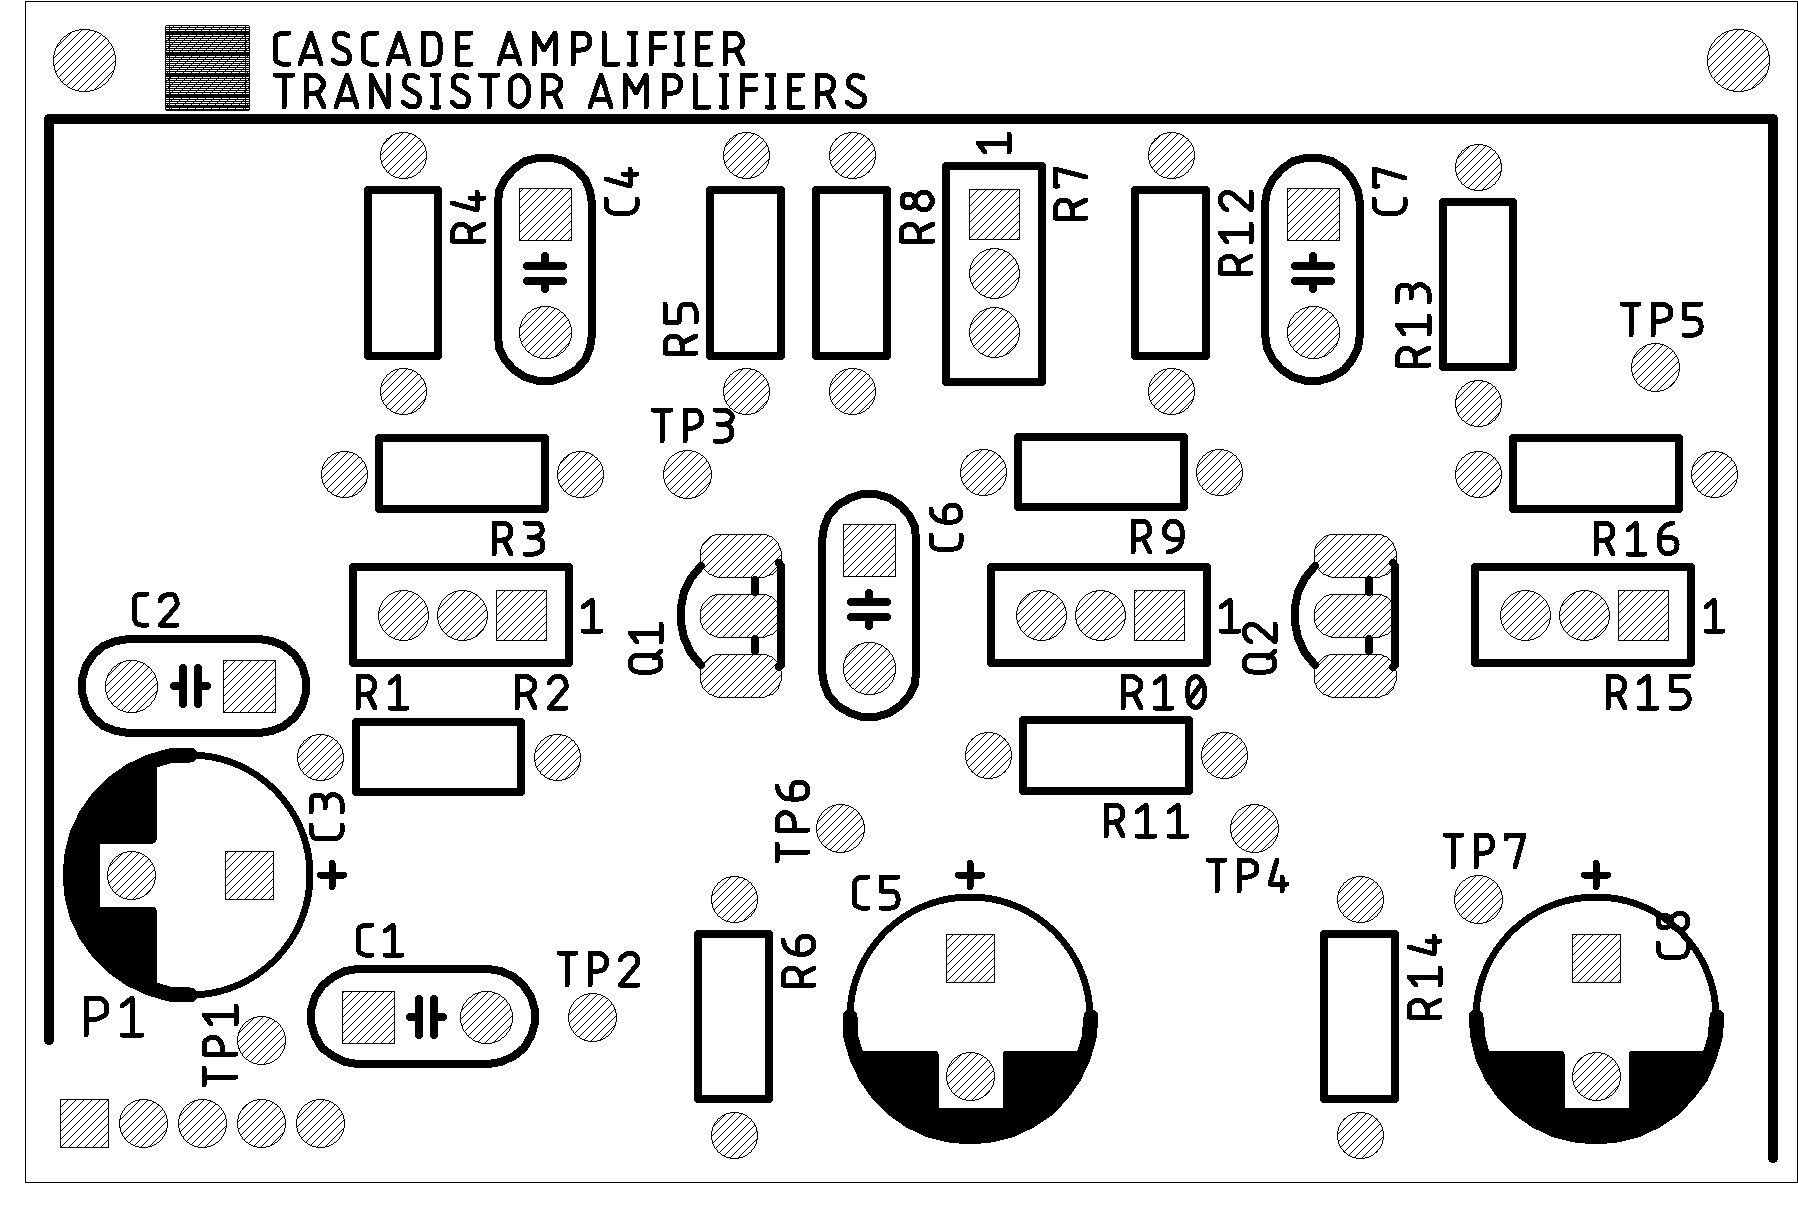 CASCADE AMPLIFIER
TRANSISTOR AMPLIFIERS
1
R4
C4
R8
R7
R12
C7
R5
R13
TP5
TP3
R3
C6
R9
R16
C2
1
Q1
1
Q2
1
R1
R2
R10
R15
C3
+
TP6
R11
TP4
TP7
C5
+
+
C8
C1
TP2
R6
R14
P1
TP1